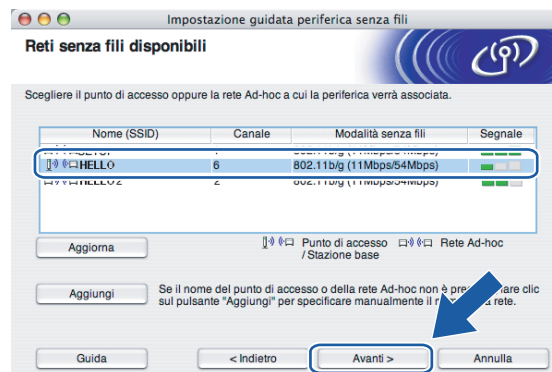 Impostazione guidata periferica senza fili
Reti senza fili disponibili
Scegliere il punto di accesso oppure la rete Ad-hoc a cui la periferica verrà associata.
Nome (SSID) Canale Modalità senza fili Segnale
HELLO 6 802.11b/g (11Mbps/54Mbps)
HELLO2 2 802.11b/g (11Mbps/54Mbps)
Aggiorna
Punto di accesso / Stazione base
Rete Ad-hoc
Aggiungi
Se il nome del punto di accesso o della rete Ad-hoc non è clic
sul pulsante "Aggiungi" per specificare manualmente il rete.
Guida < Indietro Avanti > Annulla